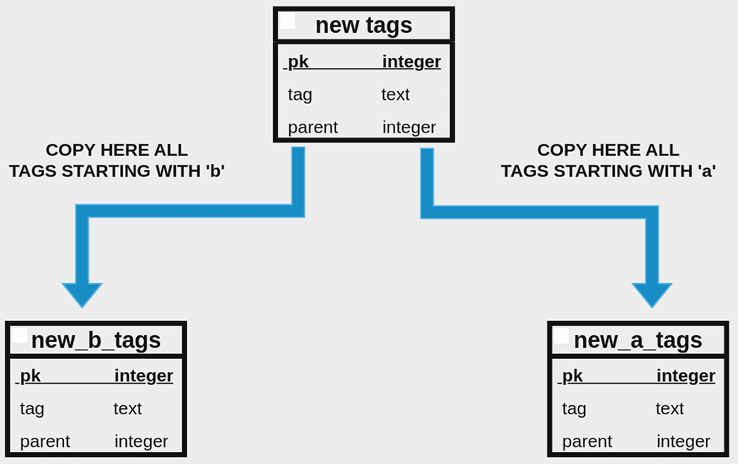 new tags
pk integer
tag text
parent integer
COPY HERE ALL
TAGS STARTING WITH 'b'
COPY HERE ALL
TAGS STARTING WITH 'a'
new_b_tags
pk integer
tag text
parent integer
new_a_tags
pk integer
tag text
parent integer